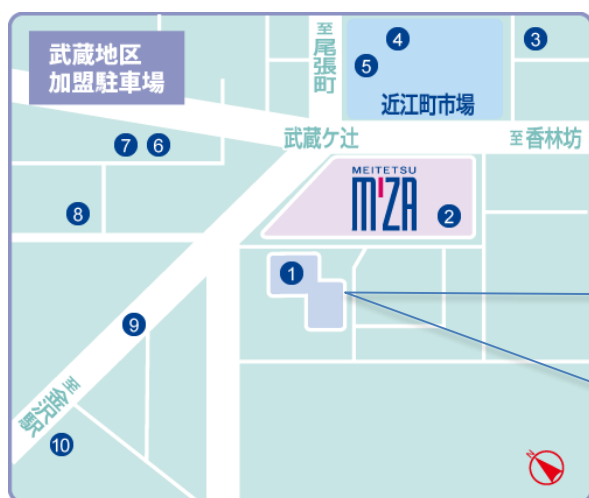 武蔵地区
加盟駐車場
至尾張町
4
3
5
近江町市場
武蔵ケ辻
至香林坊
7
6
MEITETSU
M'ZA
2
8
1
9
至金沢駅
10
N